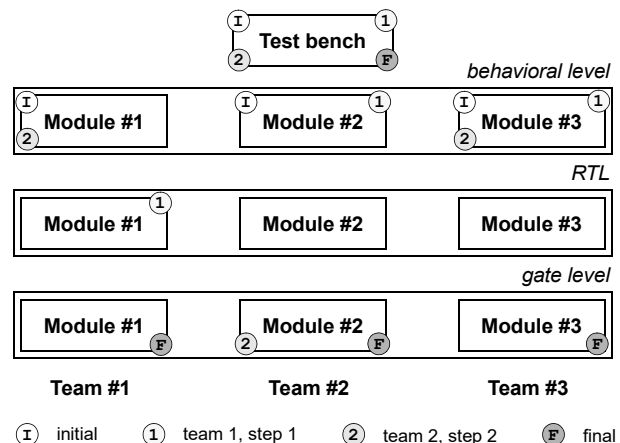 I 1
Test bench
2 F
behavioral level
I I 1 I 1
Module #1 Module #2 Module #3
2 2
RTL
1
Module #1 Module #2 Module #3
gate level
Module #1 Module #2 Module #3
F 2 F F
Team #1 Team #2 Team #3
I initial 1 team 1, step 1 2 team 2, step 2 F final